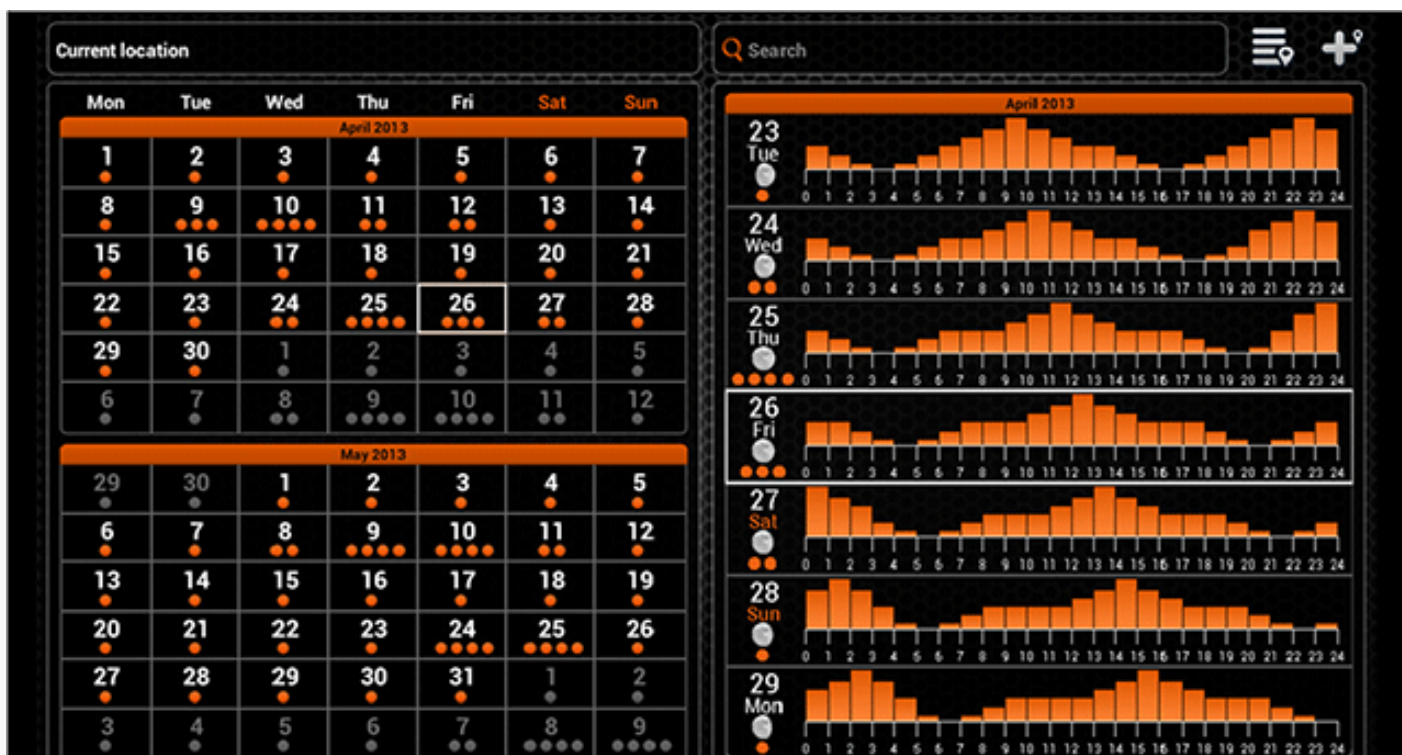 Current location
Mon Tue Wed Thu Fri Sat Sun
April 2013
1 2 3 4 5 6 7
8 9 10 11 12 13 14
15 16 17 18 19 20 21
22 23 24 25 26 27 28
29 30 1 2 3 4 5
6 7 8 9 10 11 12
May 2013
29 30 1 2 3 4 5
6 7 8 9 10 11 12
13 14 15 16 17 18 19
20 21 22 23 24 25 26
27 28 29 30 31 1 2
3 4 5 6 7 8 9
Search
April 2013
23
Tue
0 1 2 3 4 5 6 7 8 9 10 11 12 13 14 15 16 17 18 19 20 21 22 23 24
24
Wed
0 1 2 3 4 5 6 7 8 9 10 11 12 13 14 15 16 17 18 19 20 21 22 23 24
25
Thu
0 1 2 3 4 5 6 7 8 9 10 11 12 13 14 15 16 17 18 19 20 21 22 23 24
26
Fri
0 1 2 3 4 5 6 7 8 9 10 11 12 13 14 15 16 17 18 19 20 21 22 23 24
27
Sat
0 1 2 3 4 5 6 7 8 9 10 11 12 13 14 15 16 17 18 19 20 21 22 23 24
28
Sun
0 1 2 3 4 5 6 7 8 9 10 11 12 13 14 15 16 17 18 19 20 21 22 23 24
29
Mon
0 1 2 3 4 5 6 7 8 9 10 11 12 13 14 15 16 17 18 19 20 21 22 23 24